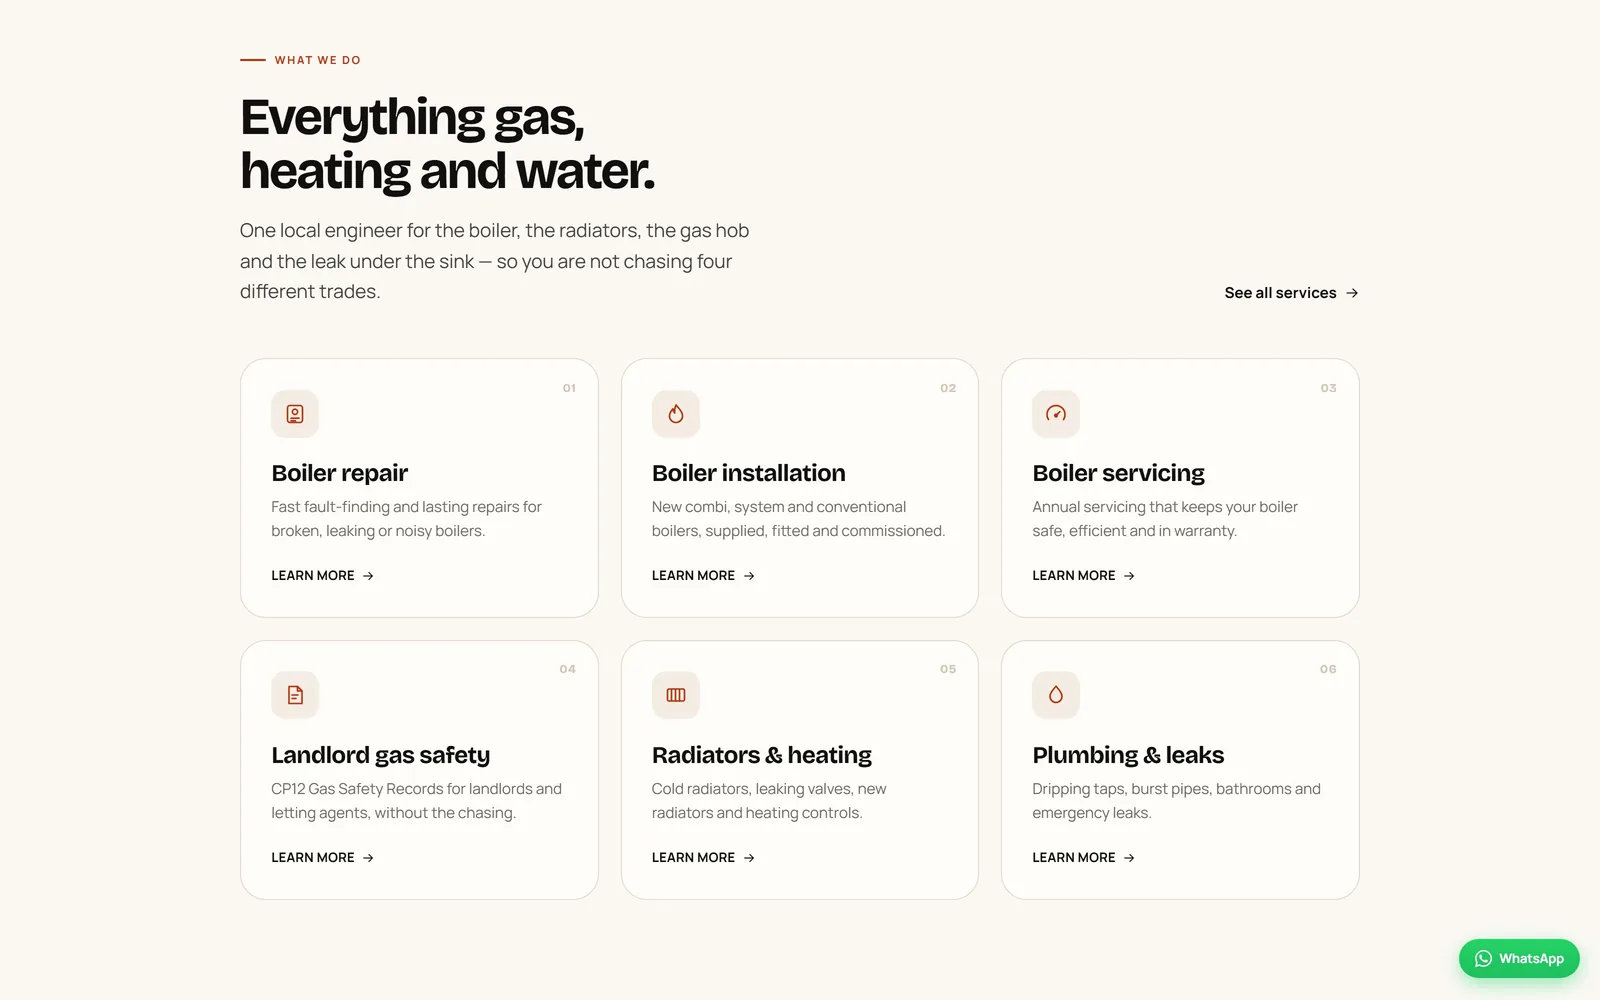 WHAT WE DO
Everything gas,
heating and water.
One local engineer for the boiler, the radiators, the gas hob
and the leak under the sink — so you are not chasing four
different trades.
See all services →
01
Boiler repair
Fast fault-finding and lasting repairs for
broken, leaking or noisy boilers.
LEARN MORE →
02
Boiler installation
New combi, system and conventional
boilers, supplied, fitted and commissioned.
LEARN MORE →
03
Boiler servicing
Annual servicing that keeps your boiler
safe, efficient and in warranty.
LEARN MORE →
04
Landlord gas safety
CP12 Gas Safety Records for landlords and
letting agents, without the chasing.
LEARN MORE →
05
Radiators & heating
Cold radiators, leaking valves, new
radiators and heating controls.
LEARN MORE →
06
Plumbing & leaks
Dripping taps, burst pipes, bathrooms and
emergency leaks.
LEARN MORE →
WhatsApp